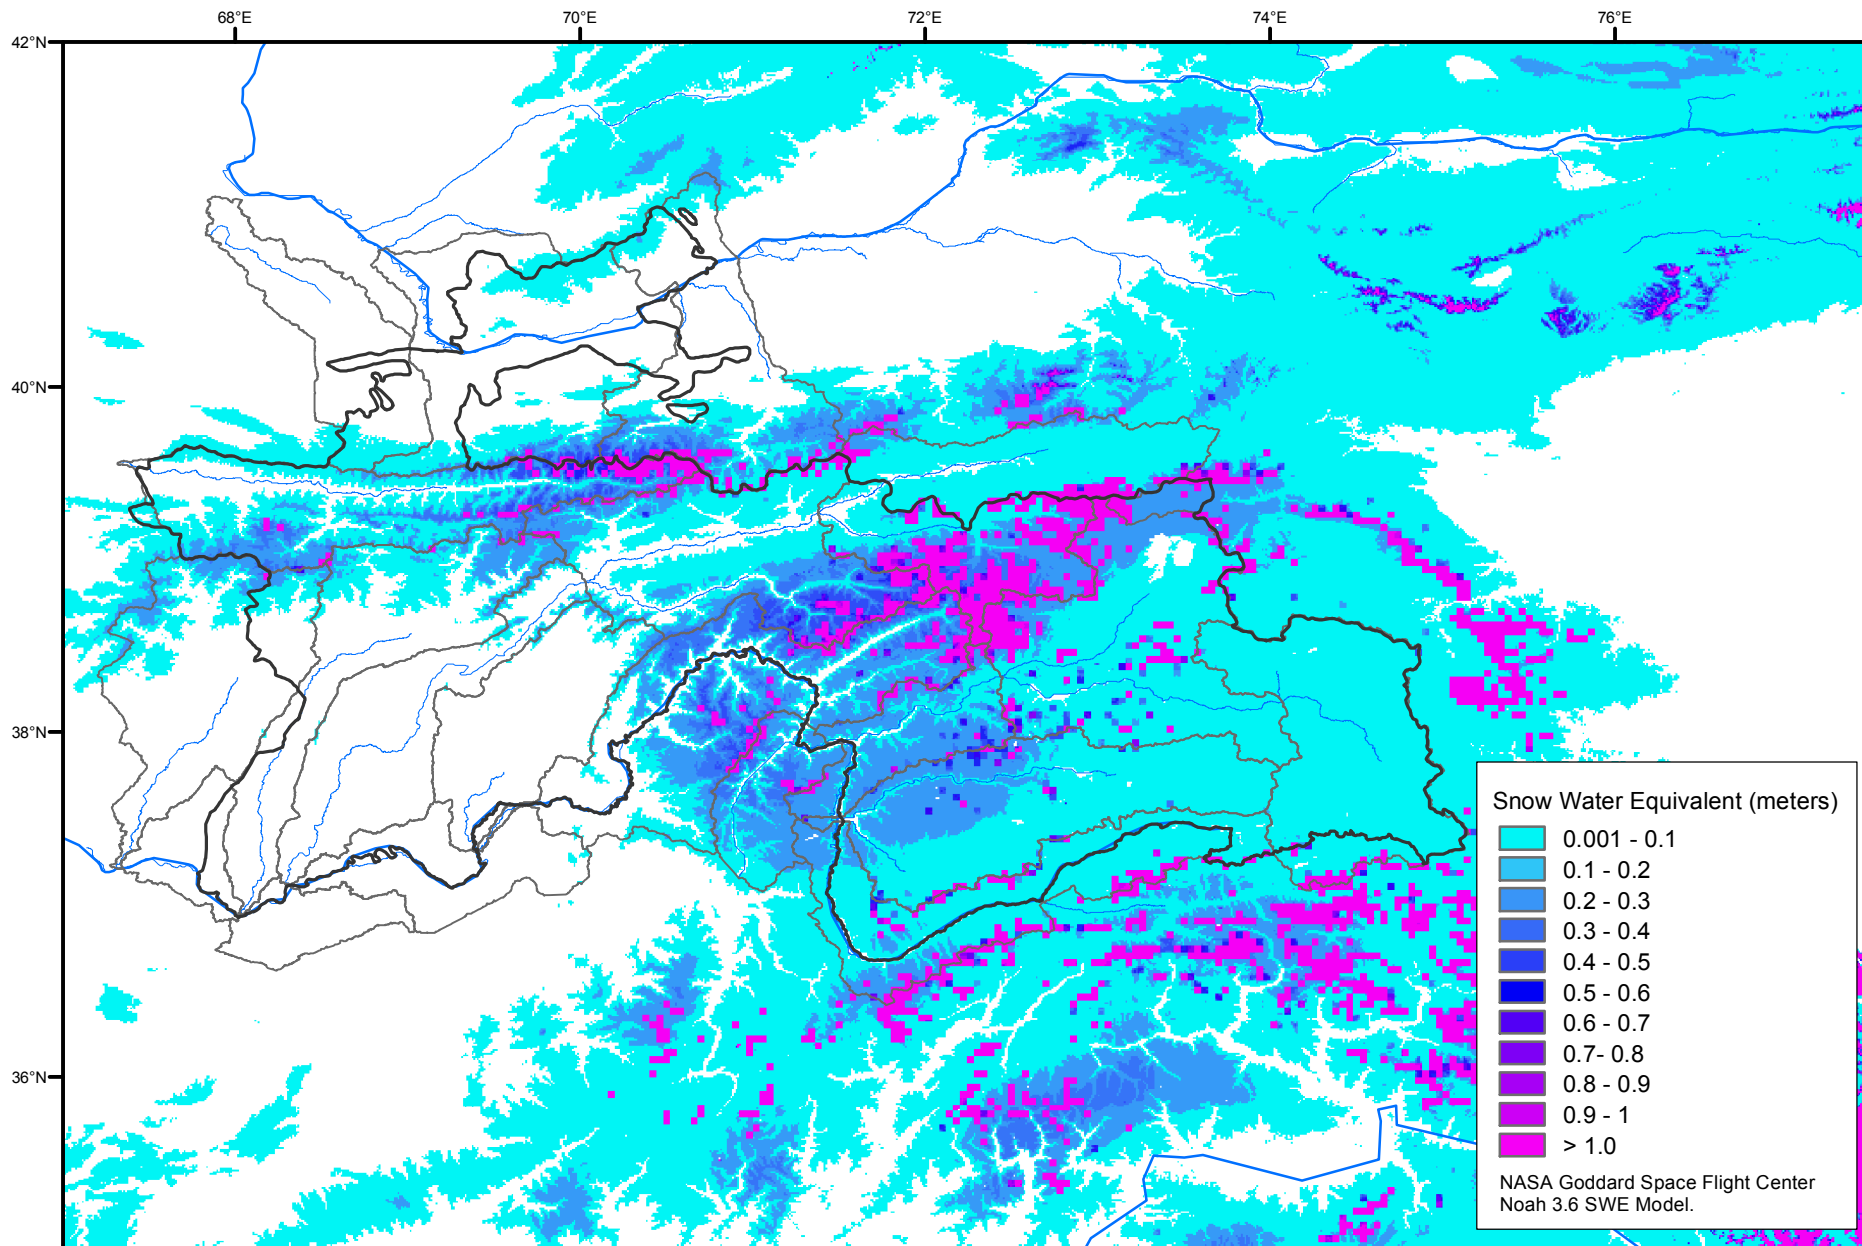 68°E
70°E
72°E
74°E
76°E
42°N
40°N
38°N
36°N
Snow Water Equivalent (meters)
0.001 - 0.1
0.1 - 0.2
0.2 - 0.3
0.3 - 0.4
0.4 - 0.5
0.5 - 0.6
0.6 - 0.7
0.7- 0.8
0.8 - 0.9
0.9 - 1
> 1.0
NASA Goddard Space Flight Center
Noah 3.6 SWE Model.